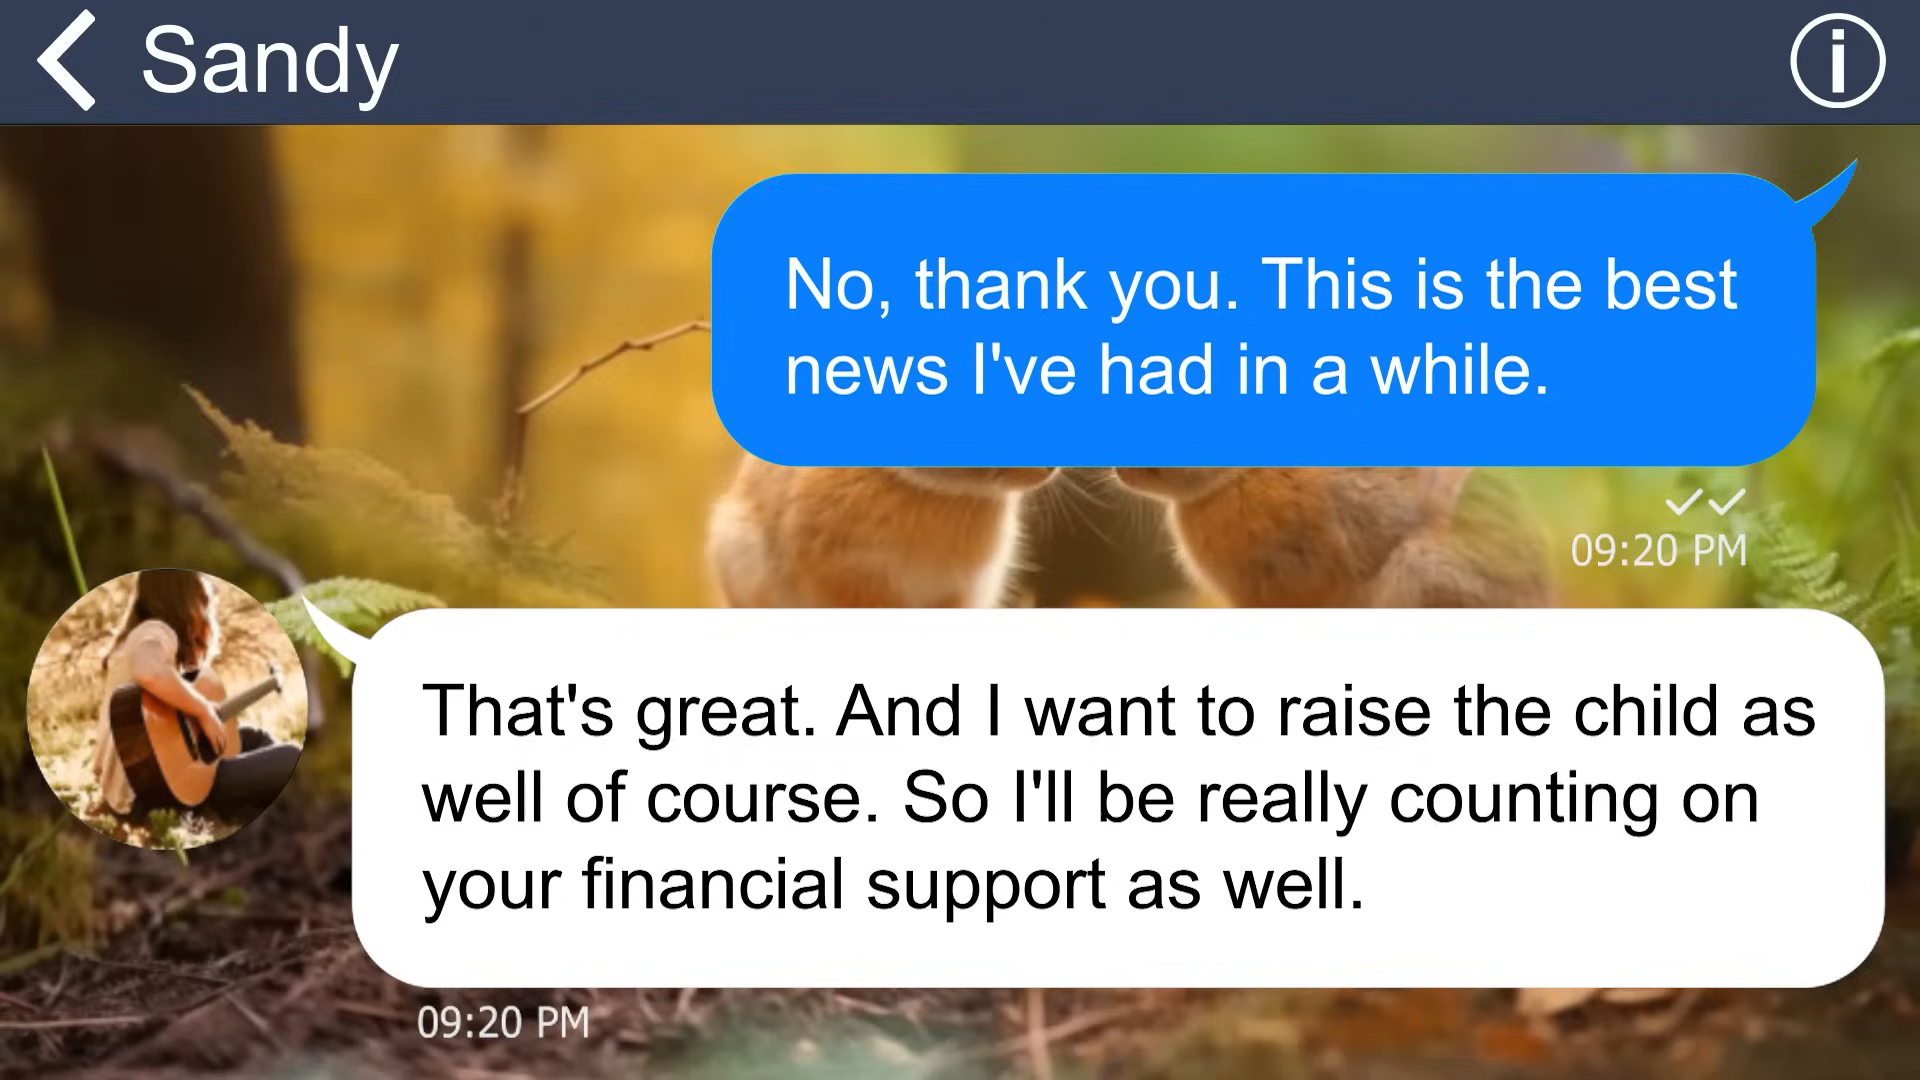 Sandy
No, thank you. This is the best
news I've had in a while.
09:20 PM
That's great. And I want to raise the child as
well of course. So I'll be really counting on
your financial support as well.
09:20 PM